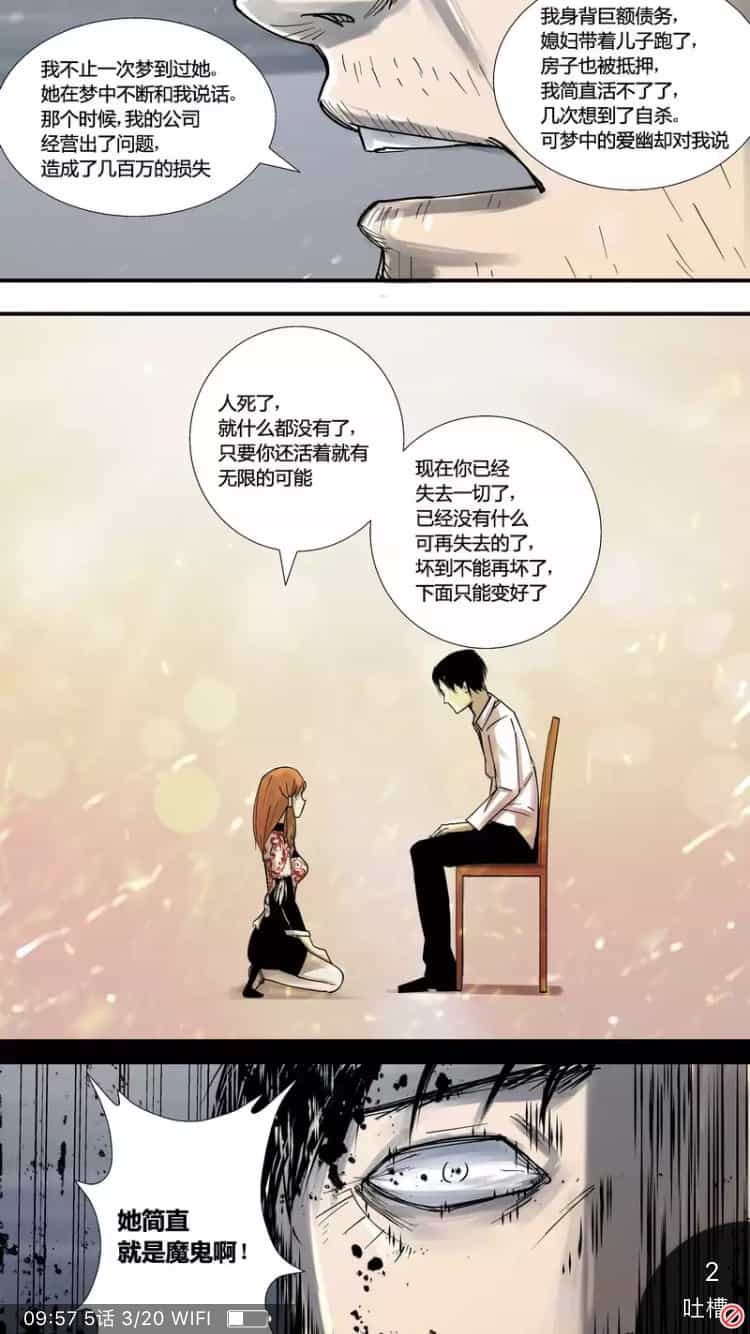 我不止一次梦到过她。
她在梦中不断和我说话。
那个时候，我的公司
经营出了问题，
造成了几百万的损失
我身背巨额债务，
媳妇带着儿子跑了，
房子也被抵押，
我简直活不了了，
几次想到了自杀。
可梦中的爱幽却对我说
人死了，
就什么都没有了，
只要你还活着就有
无限的可能
现在你已经
失去一切了，
已经没有什么
可再失去的了，
坏到不能再坏了，
下面只能变好了
她简直
就是魔鬼啊！
2
吐槽
09:57 5话 3/20 WIFI